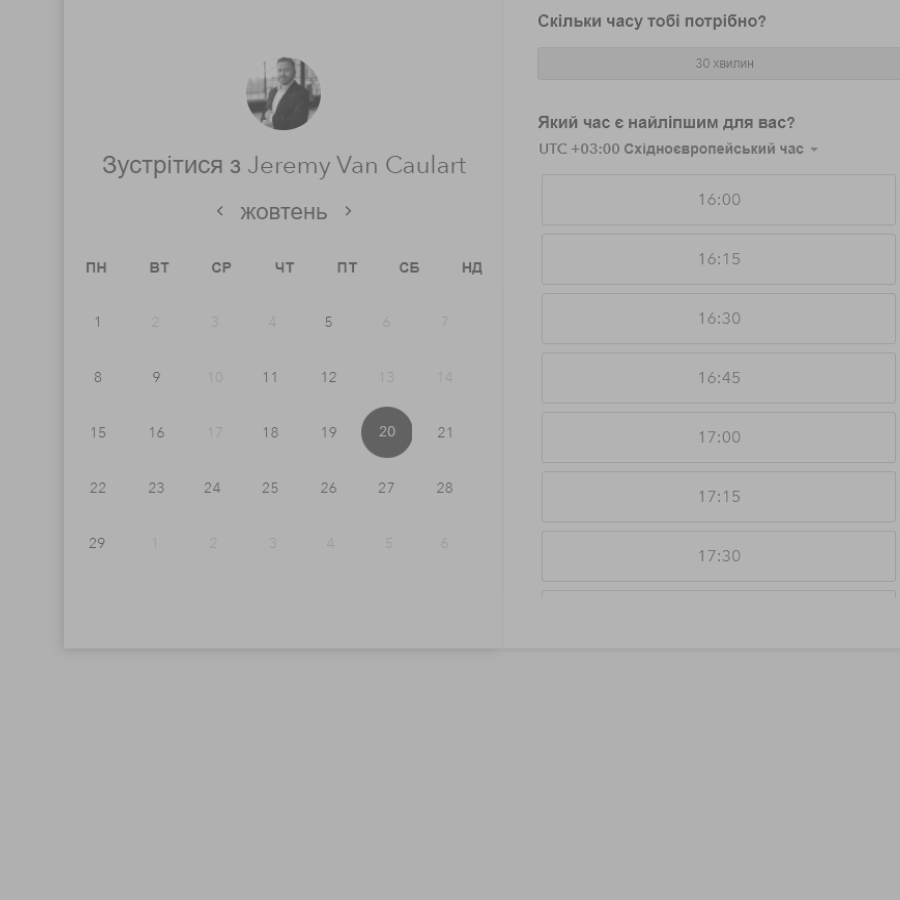 Зустрітися з Jeremy Van Caulart
жовтень
ПН ВТ СР ЧТ ПТ СБ НД
1 2 3 4 5 6 7
8 9 10 11 12 13 14
15 16 17 18 19 20 21
22 23 24 25 26 27 28
29 1 2 3 4 5 6
Скільки часу тобі потрібно?
30 хвилин
Який час є найліпшим для вас?
UTC +03:00 Східноєвропейський час
16:00
16:15
16:30
16:45
17:00
17:15
17:30